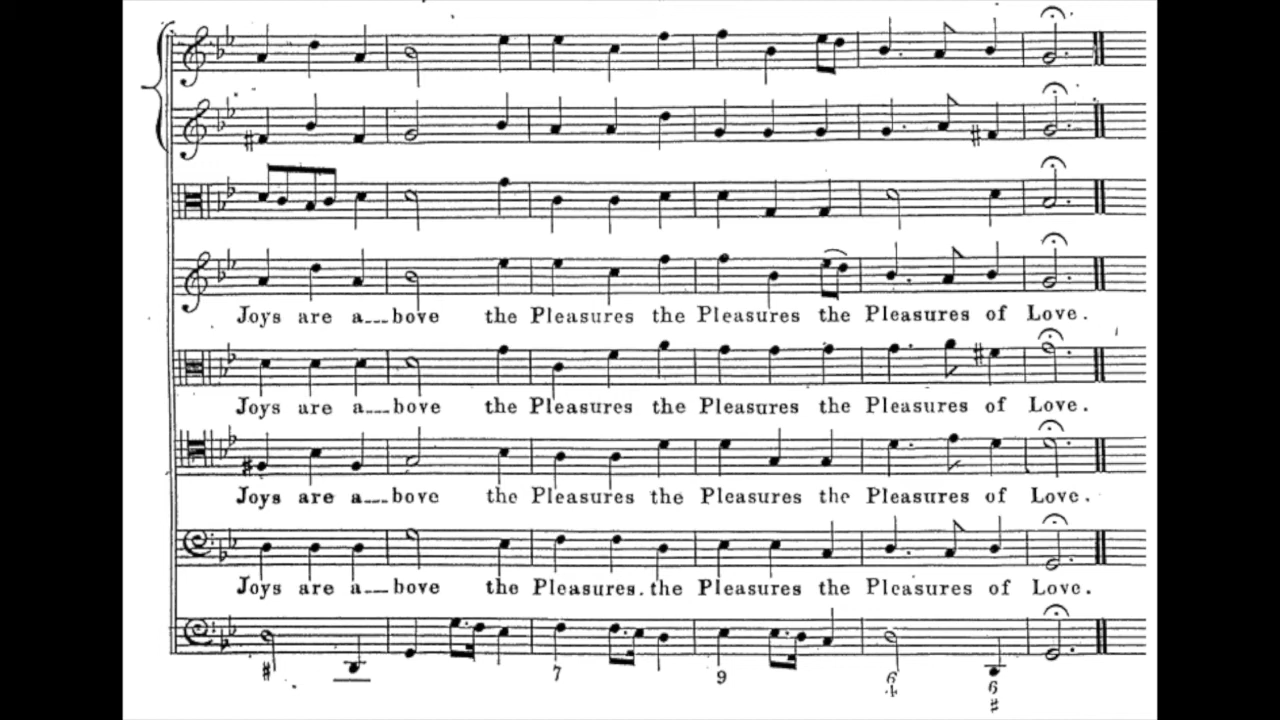 Joys are a---bove the Pleasures the Pleasures the Pleasures of Love.
Joys are a---bove the Pleasures the Pleasures the Pleasures of Love.
Joys are a---bove the Pleasures the Pleasures the Pleasures of Love.
Joys are a---bove the Pleasures. the Pleasures the Pleasures of Love.
# 7 9 6 6
4 #